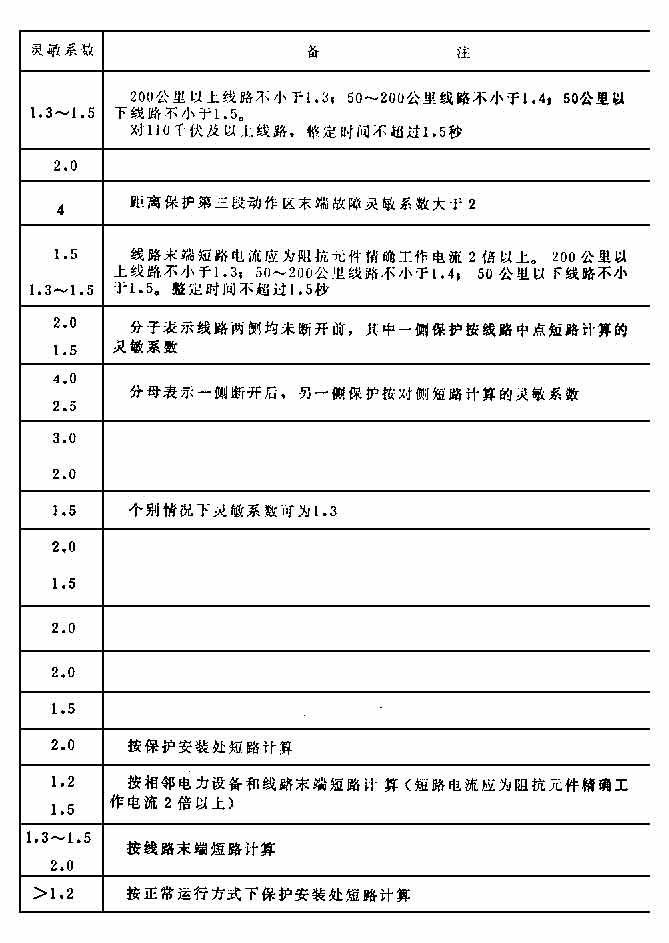 灵敏系数 备 注
1.3～1.5 200公里以上线路不小于1.3；50～200公里线路不小于1.4；50公里以
下线路不小于1.5。
对110千伏及以上线路，整定时间不超过1.5秒
2.0
4 距离保护第三段动作区末端故障灵敏系数大于2
1.5 线路末端短路电流应为阻抗元件精确工作电流2倍以上。200公里以
上线路不小于1.3；50～200公里线路不小于1.4；50公里以下线路不小
1.3～1.5 于1.5。整定时间不超过1.5秒
2.0 分子表示线路两侧均未断开前，其中一侧保护按线路中点短路计算的
1.5 灵敏系数
4.0
分母表示一侧断开后，另一侧保护按对侧短路计算的灵敏系数
2.5
3.0
2.0
1.5 个别情况下灵敏系数可为1.3
2.0
1.5
2.0
2.0
1.5
2.0 按保护安装处短路计算
1.2 按相邻电力设备和线路末端短路计算（短路电流应为阻抗元件精确工
1.5 作电流2倍以上）
1.3～1.5
按线路末端短路计算
2.0
＞1.2 按正常运行方式下保护安装处短路计算